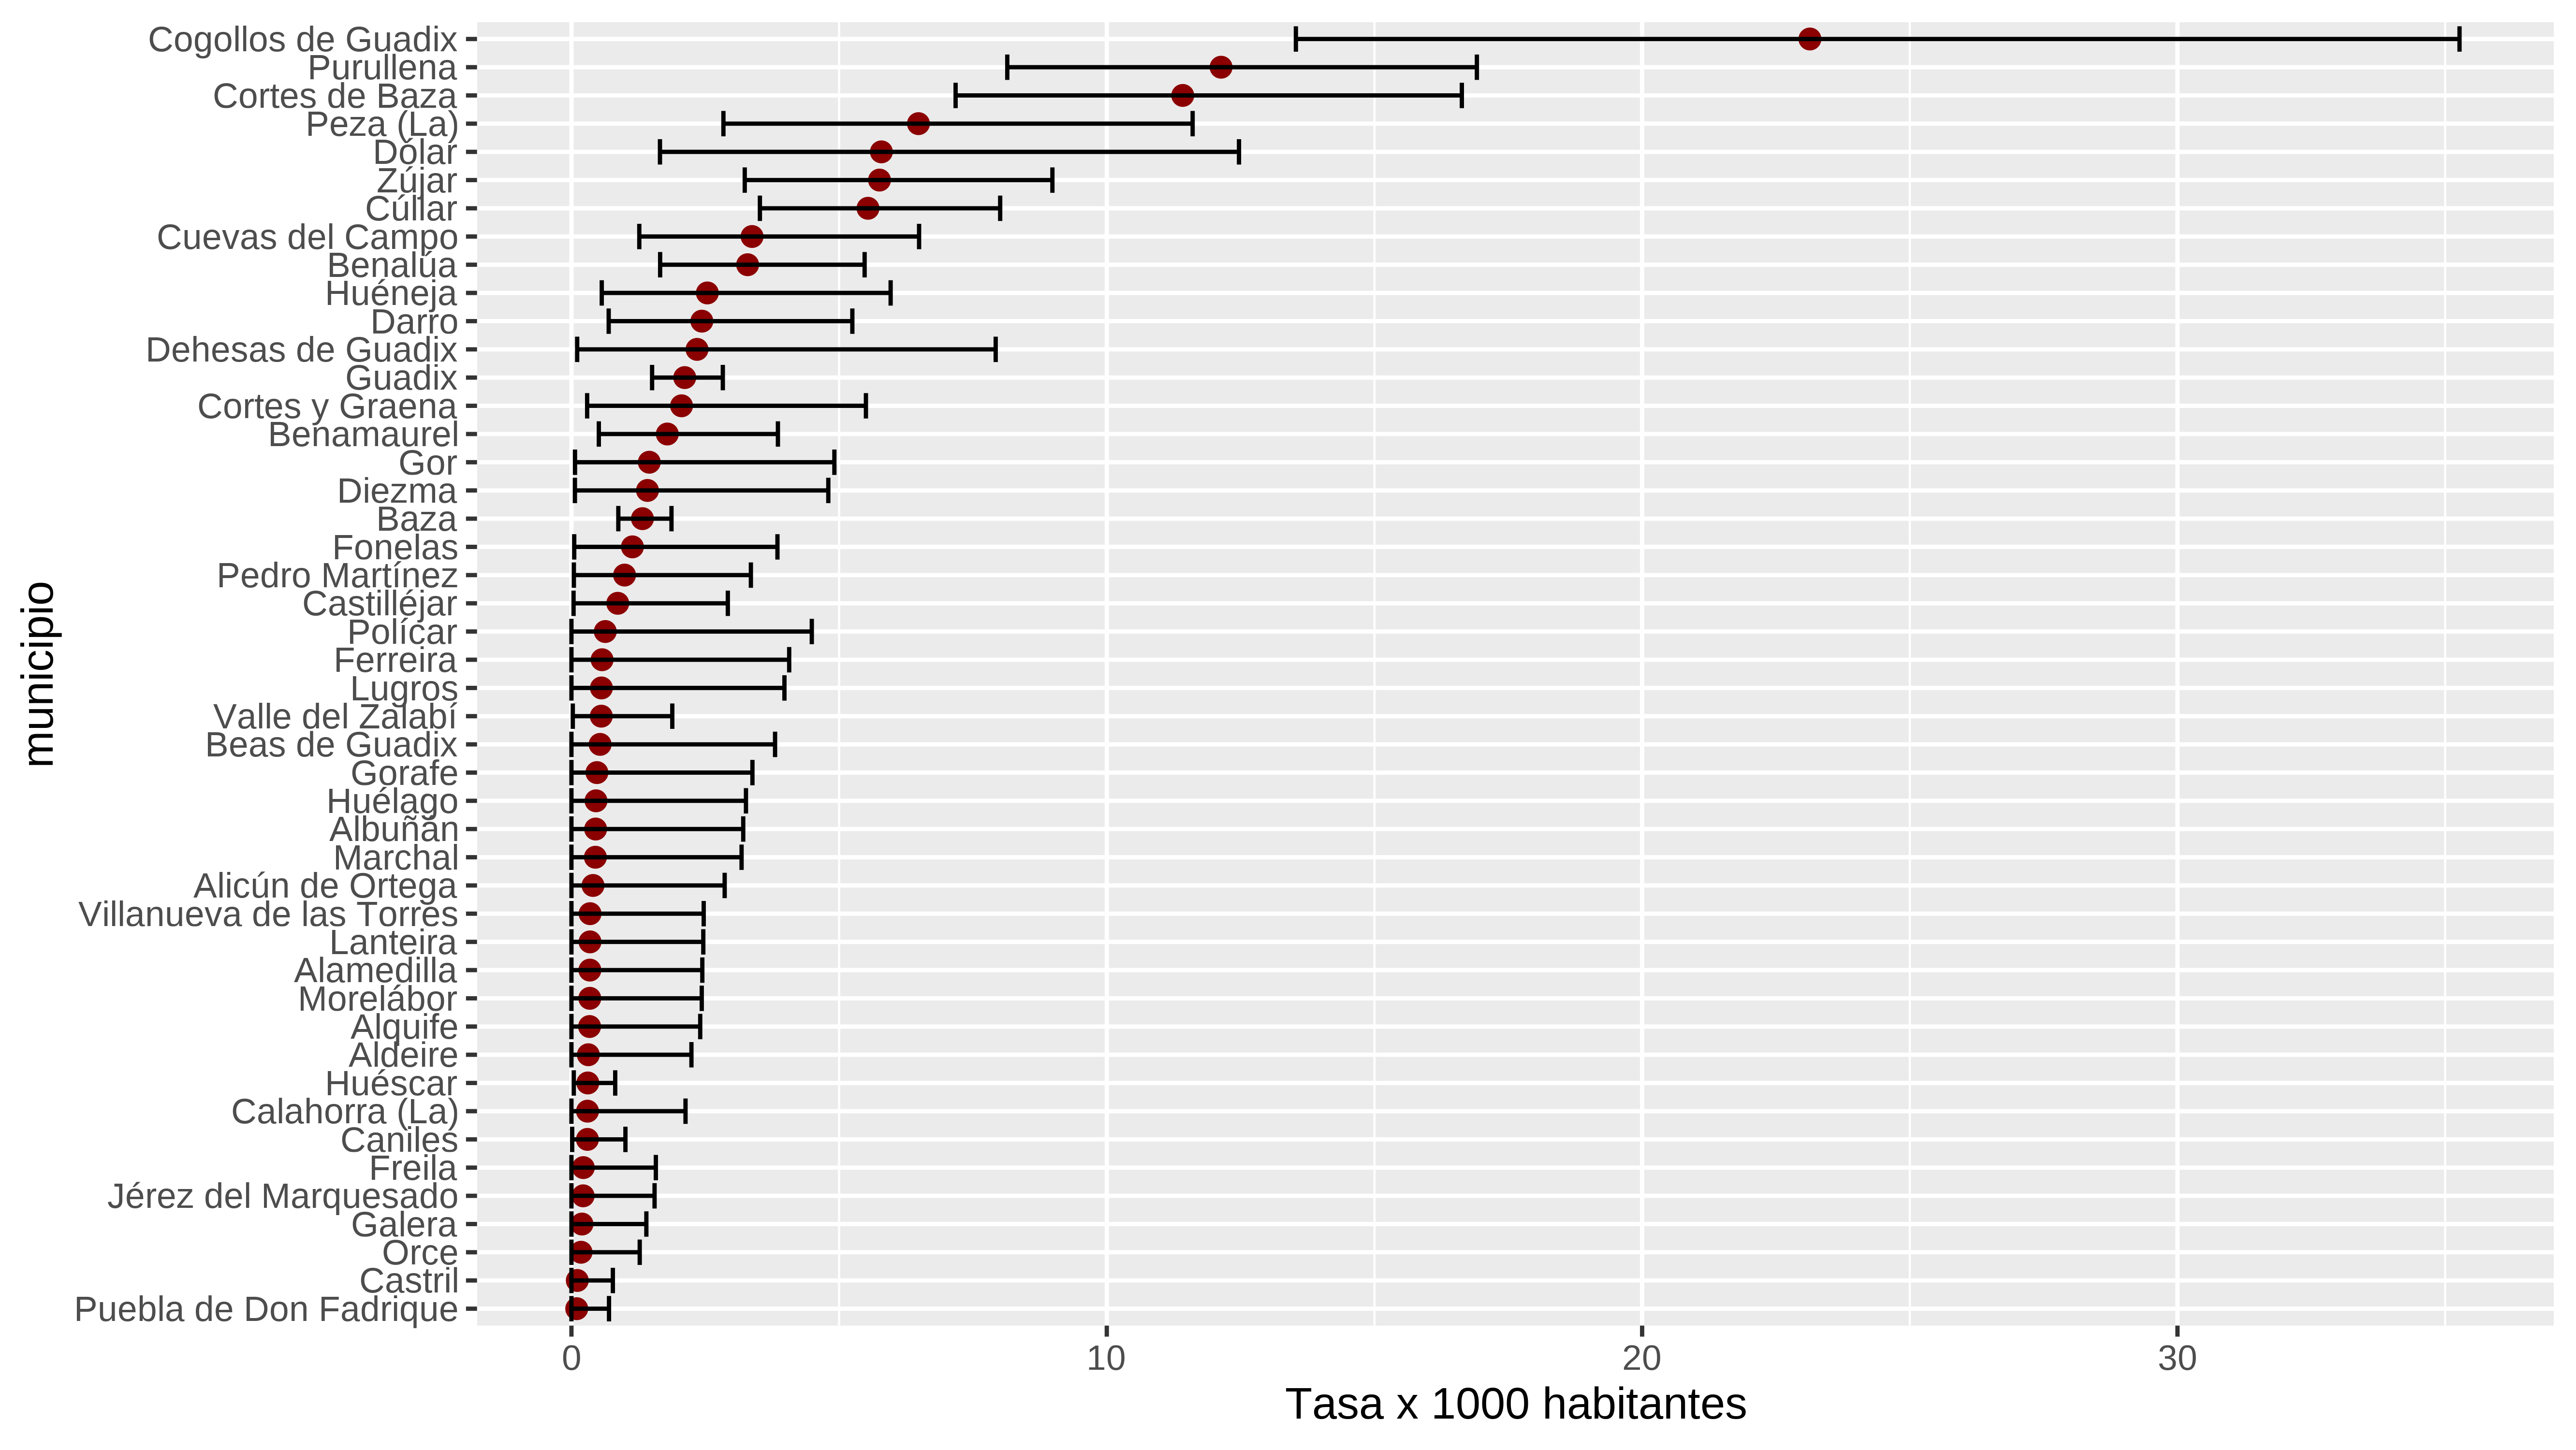 municipio
Cogollos de Guadix
Purullena
Cortes de Baza
Peza (La)
Dólar
Zújar
Cúllar
Cuevas del Campo
Benalúa
Huéneja
Darro
Dehesas de Guadix
Guadix
Cortes y Graena
Benamaurel
Gor
Diezma
Baza
Fonelas
Pedro Martínez
Castilléjar
Polícar
Ferreira
Lugros
Valle del Zalabí
Beas de Guadix
Gorafe
Huélago
Albuñán
Marchal
Alicún de Ortega
Villanueva de las Torres
Lanteira
Alamedilla
Morelábor
Alquife
Aldeire
Huéscar
Calahorra (La)
Caniles
Freila
Jérez del Marquesado
Galera
Orce
Castril
Puebla de Don Fadrique
0 10 20 30
Tasa x 1000 habitantes